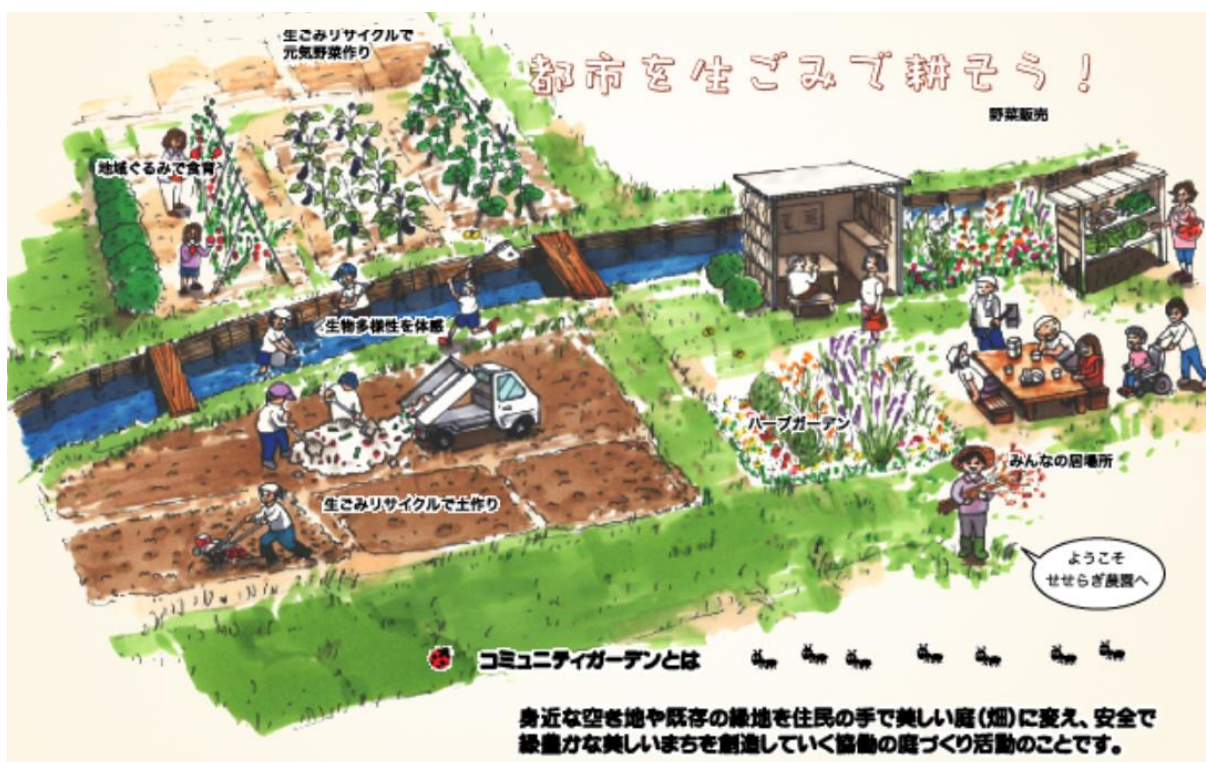 生ごみリサイクルで
元気野菜作り
都市を生ごみで耕そう！
野菜販売
地域ぐるみで食育
生物多様性を体感
ハーブガーデン
みんなの居場所
生ごみリサイクルで土作り
ようこそ
せせらぎ農園へ
コミュニティガーデンとは
身近な空き地や既存の緑地を住民の手で美しい庭（畑）に変え、安全で
緑豊かな美しいまちを創造していく協働の庭づくり活動のことです。